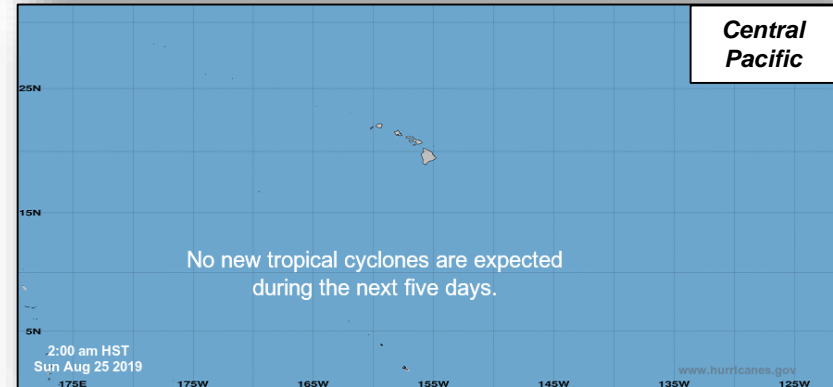 Central
Pacific
25N
15N
No new tropical cyclones are expected
during the next five days.
5N
2:00 am HST
Sun Aug 25 2019
www.hurricanes.gov
175E
175W
165W
155W
145W
135W
125W